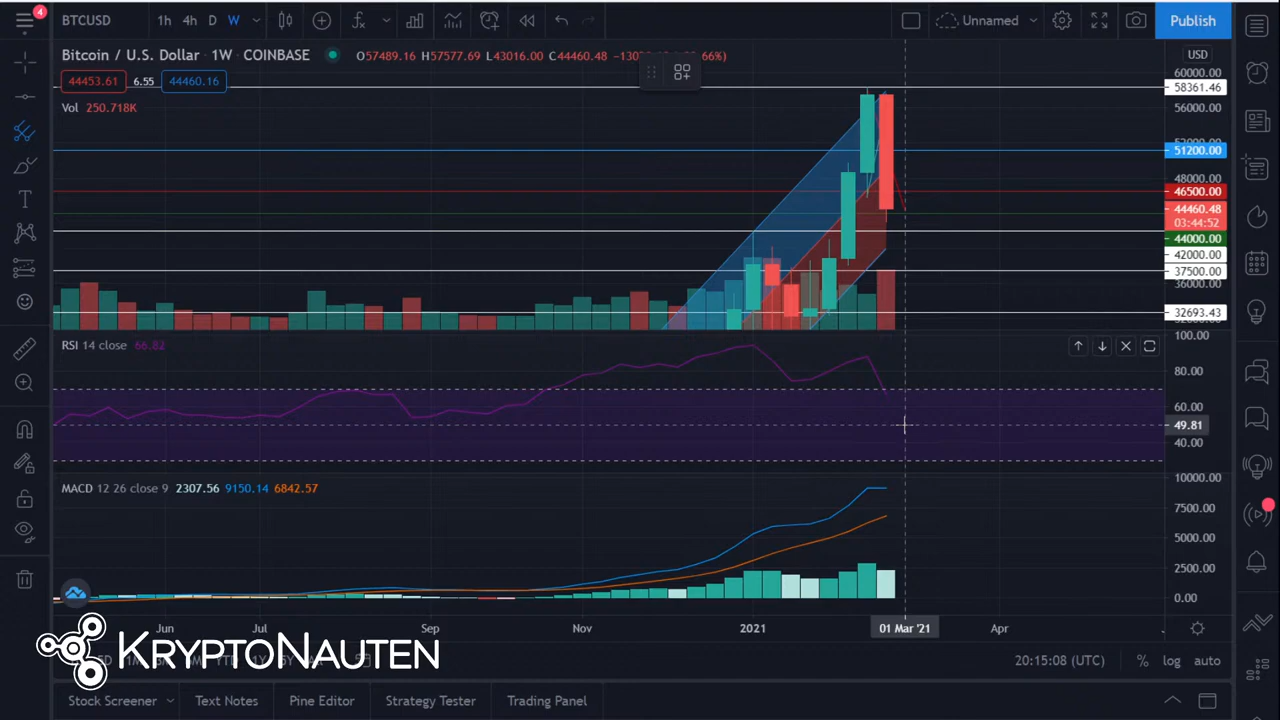 4
BTCUSD 1h 4h D W Unnamed Publish
Bitcoin / U.S. Dollar · 1W · COINBASE O57489.16 H57577.69 L43016.00 C44460.48 66%)
44453.61 6.55 44460.16
Vol 250.718K
USD
60000.00
58361.46
56000.00
51200.00
48000.00
46500.00
44460.48
03:44:52
44000.00
42000.00
37500.00
36000.00
32693.43
RSI 14 close 66.82
100.00
80.00
60.00
49.81
40.00
MACD 12 26 close 9 2307.56 9150.14 6842.57
10000.00
7500.00
5000.00
2500.00
0.00
Jun Jul Sep Nov 2021 01 Mar '21 Apr
KRYPTONAUTEN
20:15:08 (UTC) % log auto
Stock Screener Text Notes Pine Editor Strategy Tester Trading Panel